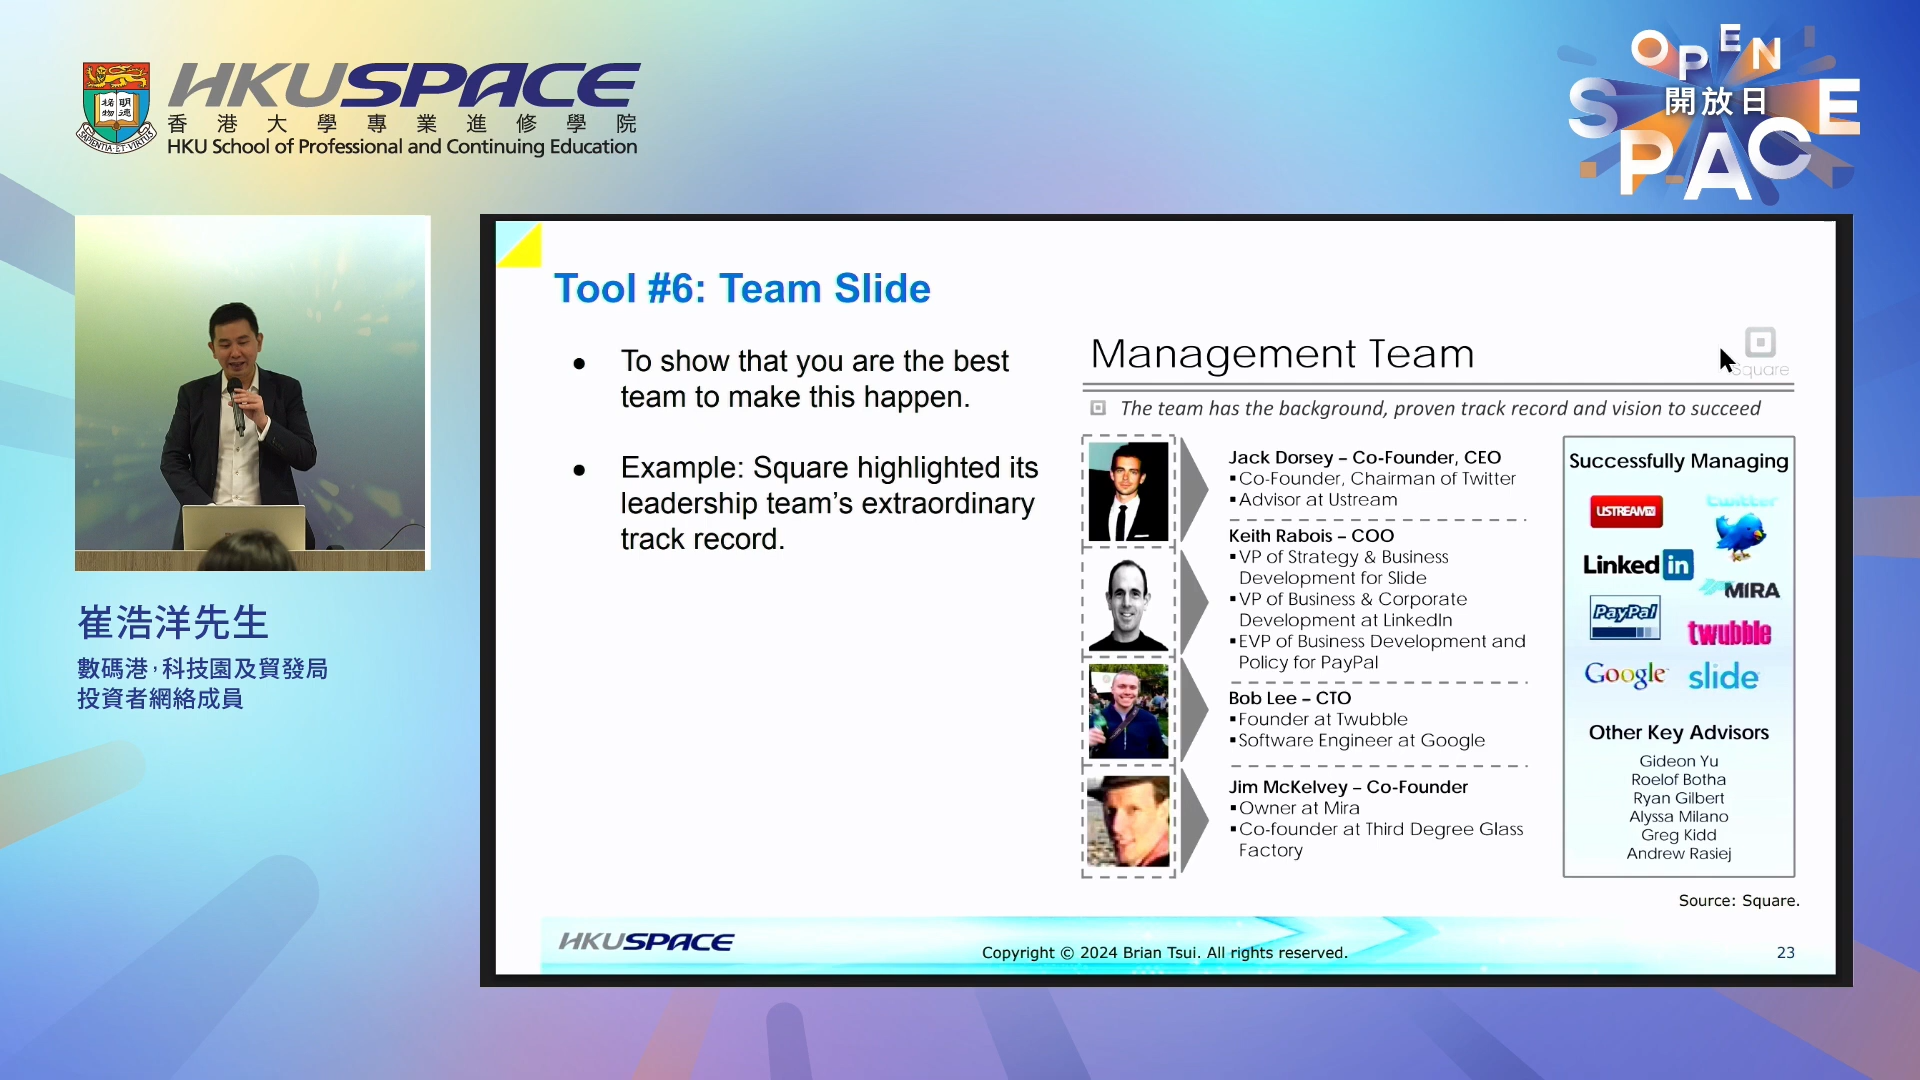 HKUSPACE
香港大學專業進修學院
HKU School of Professional and Continuing Education
OPEN
開放日
SPACE
崔浩洋先生
數碼港,科技園及貿發局
投資者網絡成員
Tool #6: Team Slide
● To show that you are the best
team to make this happen.
● Example: Square highlighted its
leadership team’s extraordinary
track record.
Management Team
Square
The team has the background, proven track record and vision to succeed
Jack Dorsey – Co-Founder, CEO
▪Co-Founder, Chairman of Twitter
▪Advisor at Ustream
Keith Rabois – COO
▪VP of Strategy & Business
Development for Slide
▪VP of Business & Corporate
Development at LinkedIn
▪EVP of Business Development and
Policy for PayPal
Bob Lee – CTO
▪Founder at Twubble
▪Software Engineer at Google
Jim McKelvey – Co-Founder
▪Owner at Mira
▪Co-founder at Third Degree Glass
Factory
Successfully Managing
USTREAM
twitter
Linked in
MIRA
PayPal
twubble
Google
slide
Other Key Advisors
Gideon Yu
Roelof Botha
Ryan Gilbert
Alyssa Milano
Greg Kidd
Andrew Rasiej
Source: Square.
HKUSPACE
Copyright © 2024 Brian Tsui. All rights reserved.
23